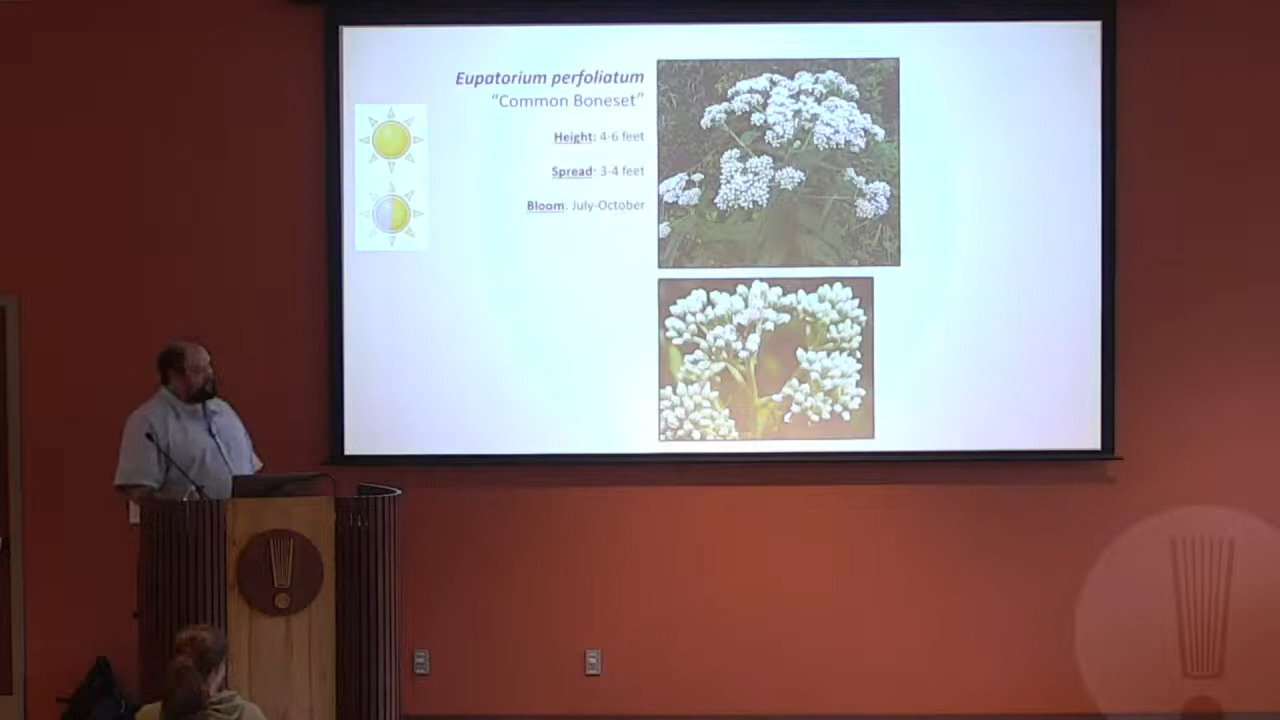 Eupatorium perfoliatum
“Common Boneset”
Height: 4-6 feet
Spread: 3-4 feet
Bloom: July-October